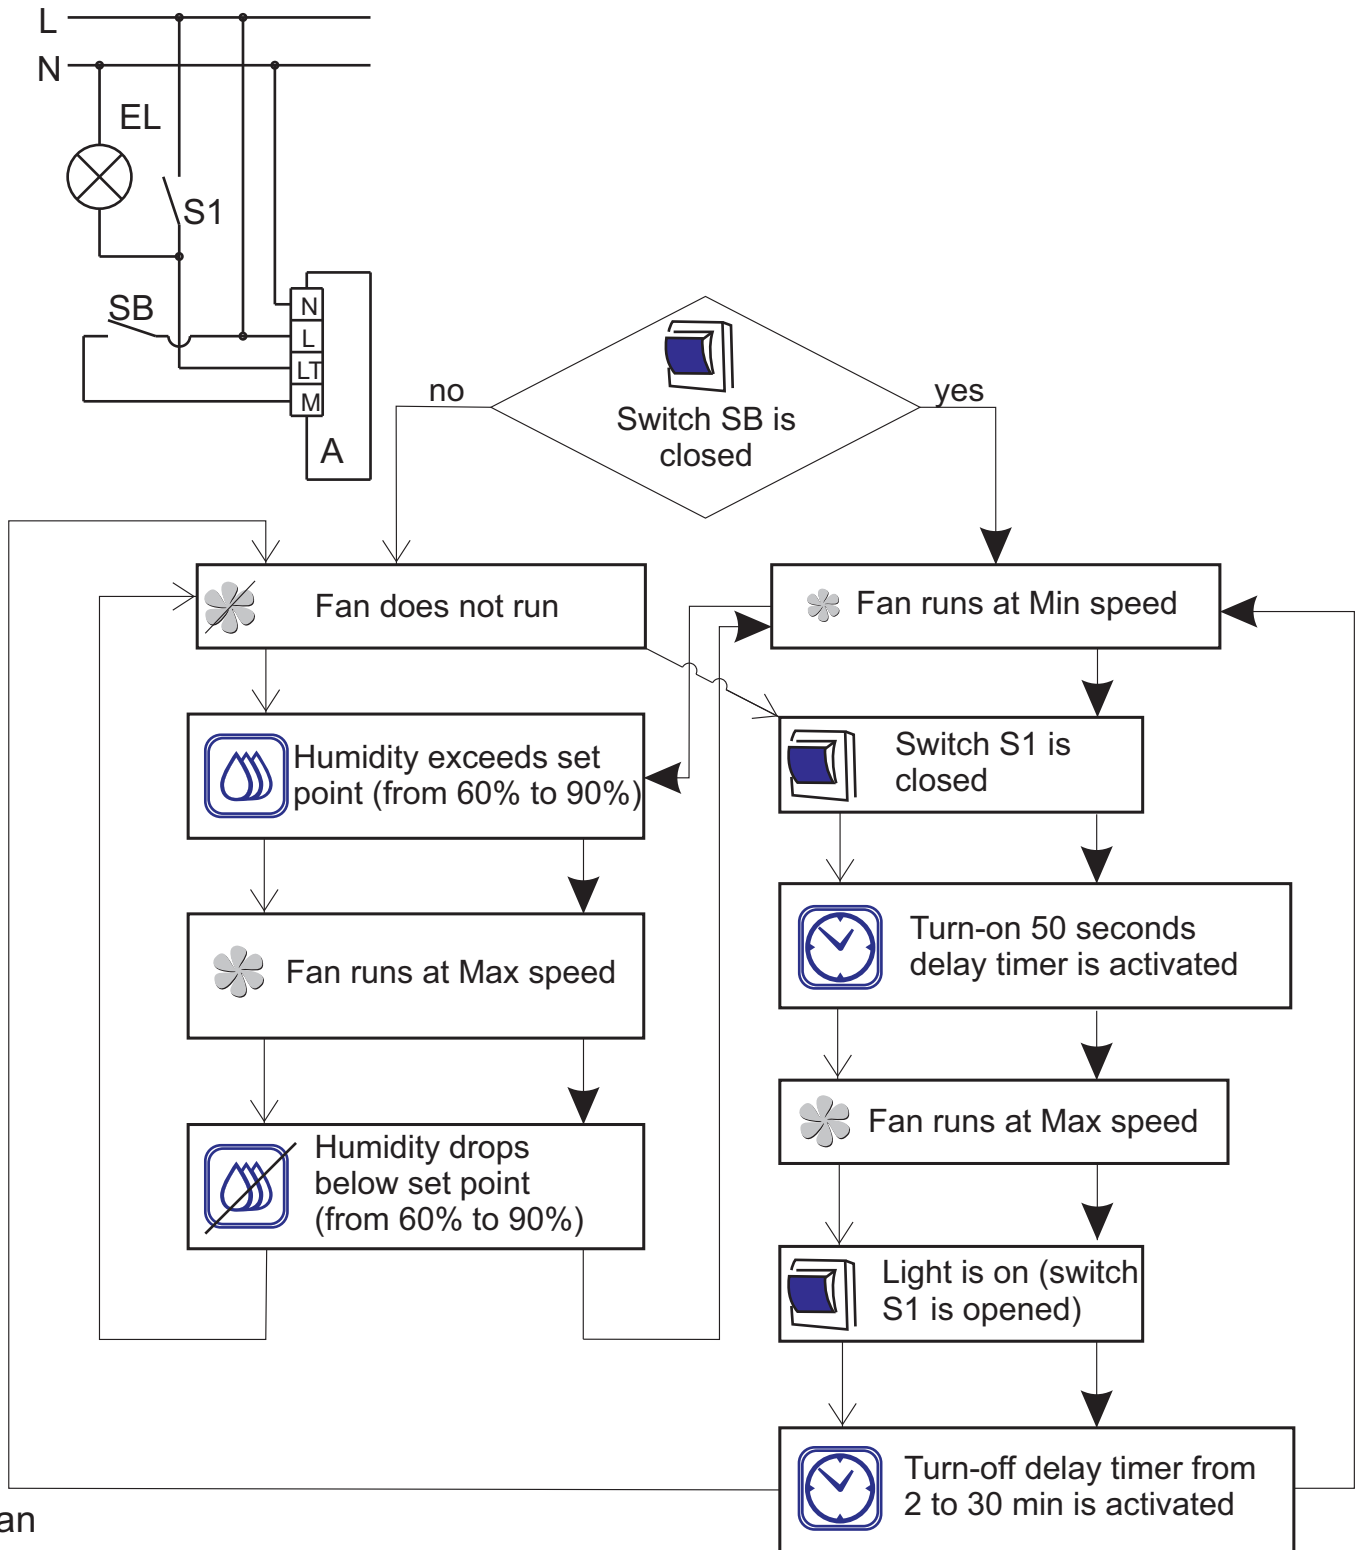 L
N
EL
S1
SB
N
L
LT
M
A
no
yes
Switch SB is
closed
Fan does not run
Fan runs at Min speed
Humidity exceeds set
point (from 60% to 90%)
Switch S1 is
closed
Turn-on 50 seconds
delay timer is activated
Fan runs at Max speed
Fan runs at Max speed
Humidity drops
below set point
(from 60% to 90%)
Light is on (switch
S1 is opened)
Turn-off delay timer from
2 to 30 min is activated
an